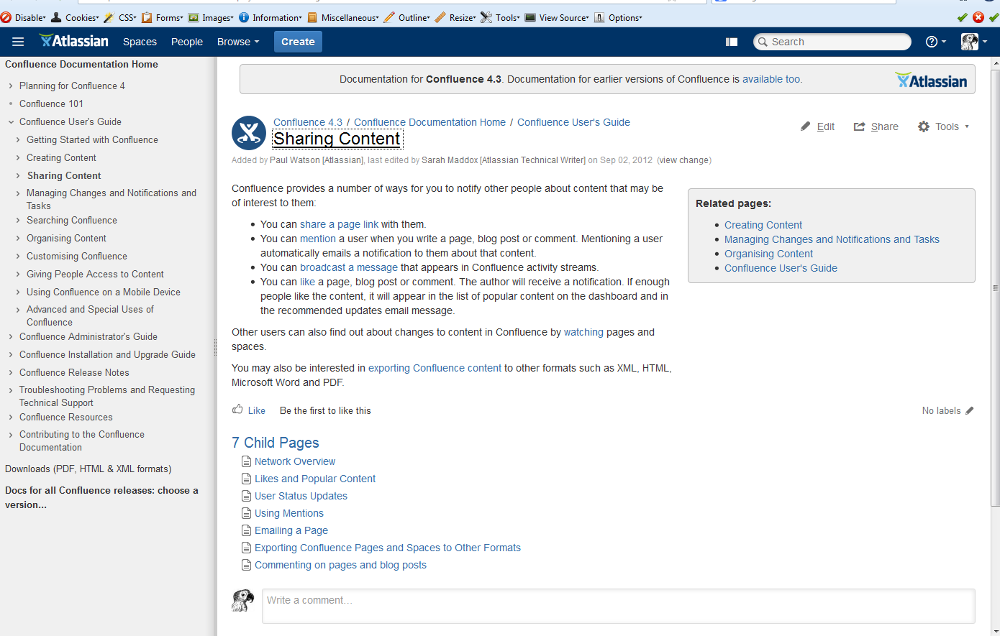 Disable Cookies CSS Forms Images Information Miscellaneous Outline Resize Tools View Source Options
Atlassian Spaces People Browse Create Search
Confluence Documentation Home
Planning for Confluence 4
Confluence 101
Confluence User's Guide
Getting Started with Confluence
Creating Content
Sharing Content
Managing Changes and Notifications and
Tasks
Searching Confluence
Organising Content
Customising Confluence
Giving People Access to Content
Using Confluence on a Mobile Device
Advanced and Special Uses of
Confluence
Confluence Administrator's Guide
Confluence Installation and Upgrade Guide
Confluence Release Notes
Troubleshooting Problems and Requesting
Technical Support
Confluence Resources
Contributing to the Confluence
Documentation
Downloads (PDF, HTML & XML formats)
Docs for all Confluence releases: choose a
version...
Documentation for Confluence 4.3. Documentation for earlier versions of Confluence is available too.
Atlassian
Confluence 4.3 / Confluence Documentation Home / Confluence User's Guide
Sharing Content
Edit Share Tools
Added by Paul Watson [Atlassian], last edited by Sarah Maddox [Atlassian Technical Writer] on Sep 02, 2012 (view change)
Confluence provides a number of ways for you to notify other people about content that may be
of interest to them:
• You can share a page link with them.
• You can mention a user when you write a page, blog post or comment. Mentioning a user
automatically emails a notification to them about that content.
• You can broadcast a message that appears in Confluence activity streams.
• You can like a page, blog post or comment. The author will receive a notification. If enough
people like the content, it will appear in the list of popular content on the dashboard and in
the recommended updates email message.
Other users can also find out about changes to content in Confluence by watching pages and
spaces.
You may also be interested in exporting Confluence content to other formats such as XML, HTML,
Microsoft Word and PDF.
Related pages:
• Creating Content
• Managing Changes and Notifications and Tasks
• Organising Content
• Confluence User's Guide
Like Be the first to like this
No labels
7 Child Pages
Network Overview
Likes and Popular Content
User Status Updates
Using Mentions
Emailing a Page
Exporting Confluence Pages and Spaces to Other Formats
Commenting on pages and blog posts
Write a comment...